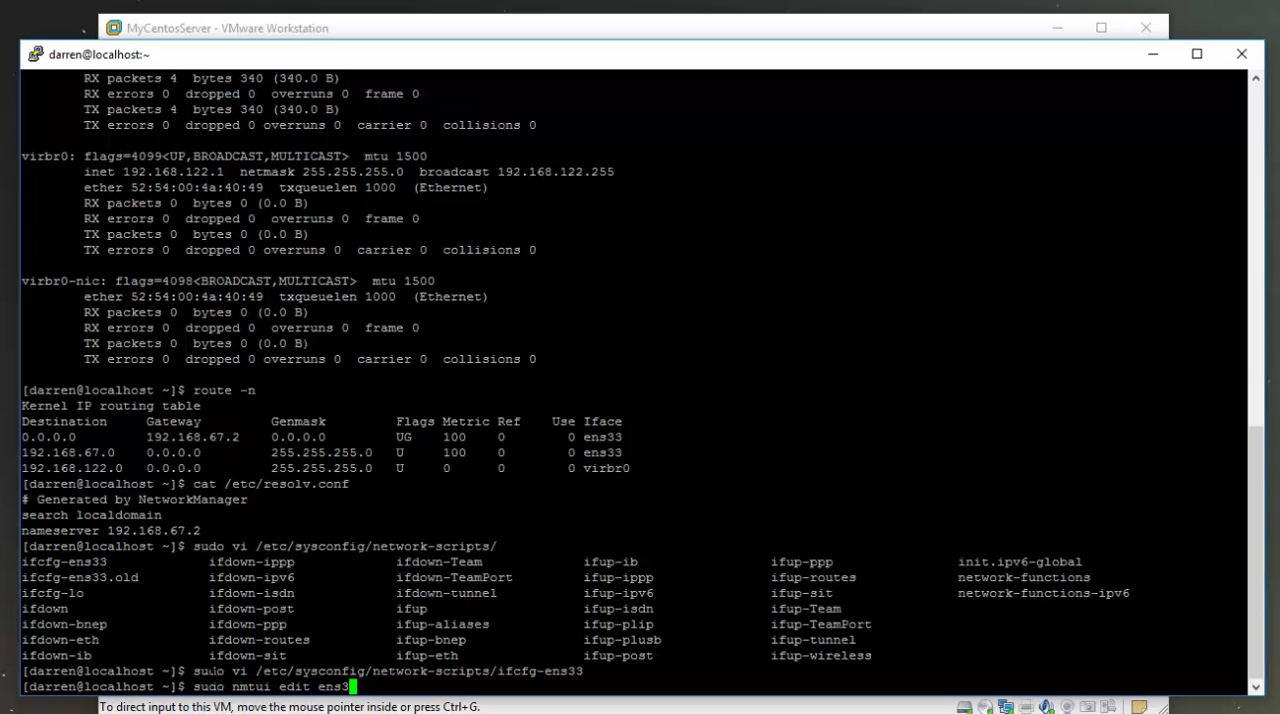 MyCentosServer - VMware Workstation
darren@localhost:~
RX packets 4  bytes 340 (340.0 B)
RX errors 0  dropped 0  overruns 0  frame 0
TX packets 4  bytes 340 (340.0 B)
TX errors 0  dropped 0 overruns 0  carrier 0  collisions 0
virbr0: flags=4099<UP,BROADCAST,MULTICAST>  mtu 1500
inet 192.168.122.1  netmask 255.255.255.0  broadcast 192.168.122.255
ether 52:54:00:4a:40:49  txqueuelen 1000  (Ethernet)
RX packets 0  bytes 0 (0.0 B)
RX errors 0  dropped 0  overruns 0  frame 0
TX packets 0  bytes 0 (0.0 B)
TX errors 0  dropped 0 overruns 0  carrier 0  collisions 0
virbr0-nic: flags=4098<BROADCAST,MULTICAST>  mtu 1500
ether 52:54:00:4a:40:49  txqueuelen 1000  (Ethernet)
RX packets 0  bytes 0 (0.0 B)
RX errors 0  dropped 0  overruns 0  frame 0
TX packets 0  bytes 0 (0.0 B)
TX errors 0  dropped 0 overruns 0  carrier 0  collisions 0
[darren@localhost ~]$ route -n
Kernel IP routing table
Destination     Gateway         Genmask         Flags Metric Ref    Use Iface
0.0.0.0         192.168.67.2    0.0.0.0         UG    100    0        0 ens33
192.168.67.0    0.0.0.0         255.255.255.0   U     100    0        0 ens33
192.168.122.0   0.0.0.0         255.255.255.0   U     0      0        0 virbr0
[darren@localhost ~]$ cat /etc/resolv.conf
# Generated by NetworkManager
search localdomain
nameserver 192.168.67.2
[darren@localhost ~]$ sudo vi /etc/sysconfig/network-scripts/
ifcfg-ens33             ifdown-ippp             ifdown-Team             ifup-ib                 ifup-ppp                init.ipv6-global
ifcfg-ens33.old         ifdown-ipv6             ifdown-TeamPort         ifup-ippp               ifup-routes             network-functions
ifcfg-lo                ifdown-isdn             ifdown-tunnel           ifup-ipv6               ifup-sit                network-functions-ipv6
ifdown                  ifdown-post             ifup                    ifup-isdn               ifup-Team
ifdown-bnep             ifdown-ppp              ifup-aliases            ifup-plip               ifup-TeamPort
ifdown-eth              ifdown-routes           ifup-bnep               ifup-plusb              ifup-tunnel
ifdown-ib               ifdown-sit              ifup-eth                ifup-post               ifup-wireless
[darren@localhost ~]$ sudo vi /etc/sysconfig/network-scripts/ifcfg-ens33
[darren@localhost ~]$ sudo nmtui edit ens3
To direct input to this VM, move the mouse pointer inside or press Ctrl+G.